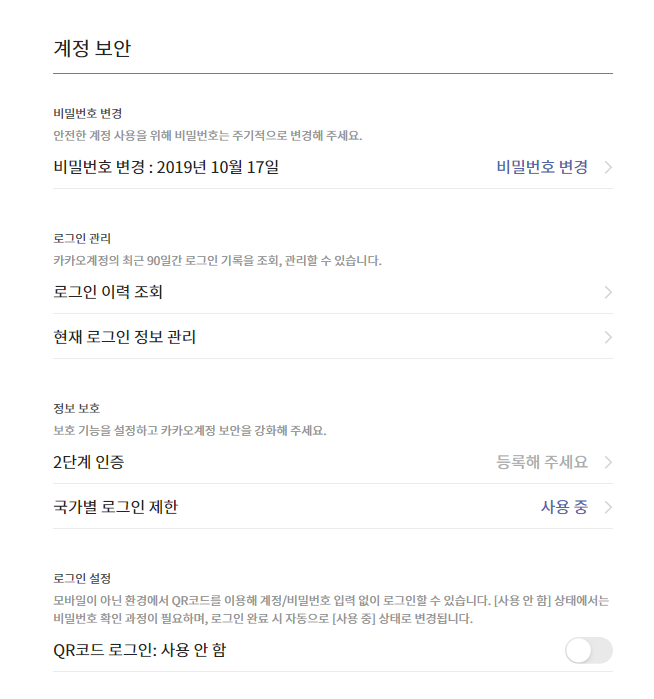 계정 보안
비밀번호 변경
안전한 계정 사용을 위해 비밀번호는 주기적으로 변경해 주세요.
비밀번호 변경 : 2019년 10월 17일 비밀번호 변경
로그인 관리
카카오계정의 최근 90일간 로그인 기록을 조회, 관리할 수 있습니다.
로그인 이력 조회
현재 로그인 정보 관리
정보 보호
보호 기능을 설정하고 카카오계정 보안을 강화해 주세요.
2단계 인증 등록해 주세요
국가별 로그인 제한 사용 중
로그인 설정
모바일이 아닌 환경에서 QR코드를 이용해 계정/비밀번호 입력 없이 로그인할 수 있습니다. [사용 안 함] 상태에서는
비밀번호 확인 과정이 필요하며, 로그인 완료 시 자동으로 [사용 중] 상태로 변경됩니다.
QR코드 로그인: 사용 안 함